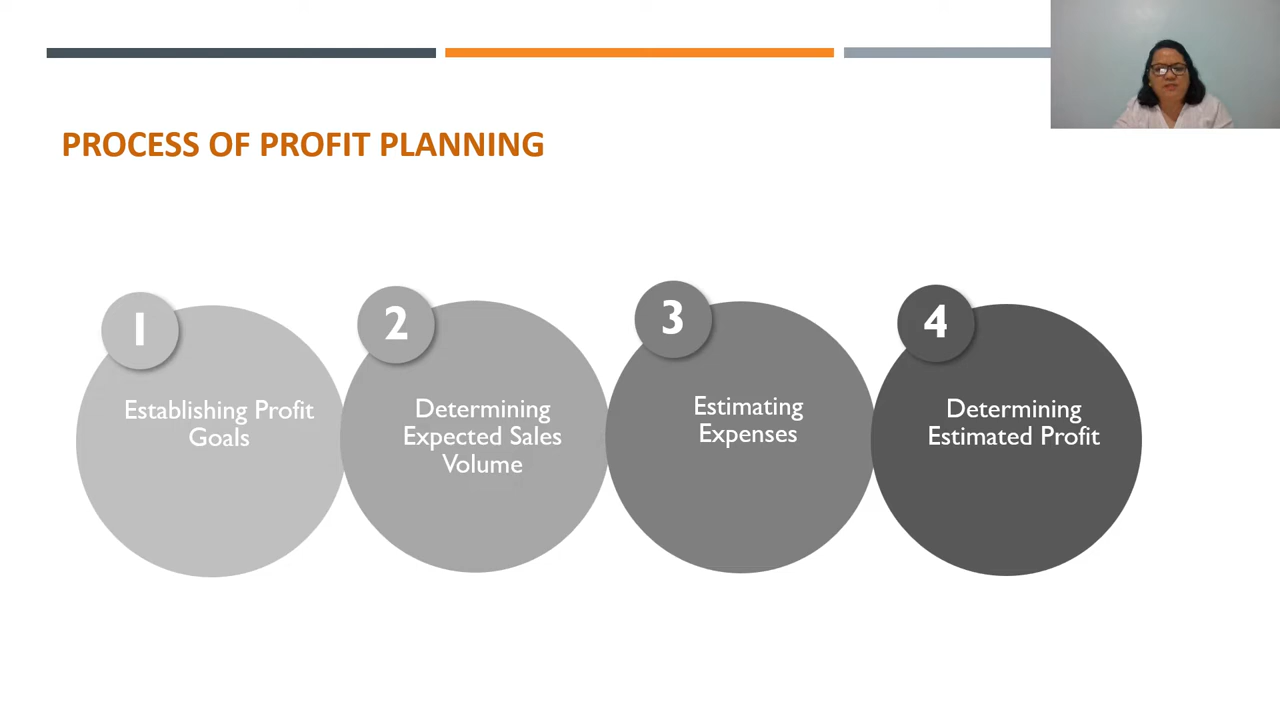 PROCESS OF PROFIT PLANNING
1
Establishing Profit
Goals
2
Determining
Expected Sales
Volume
3
Estimating
Expenses
4
Determining
Estimated Profit